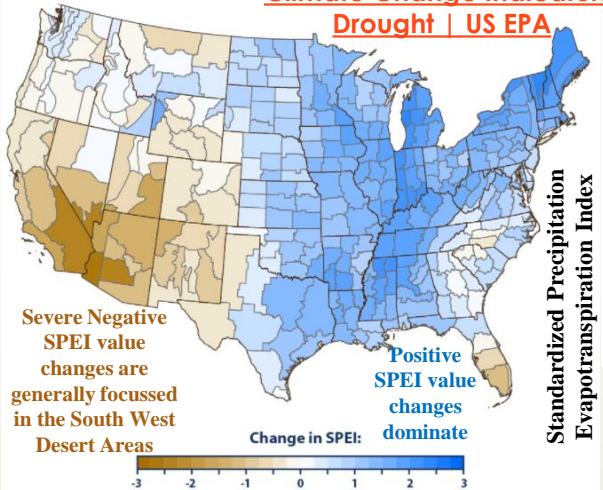 Drought | US EPA
Standardized Precipitation
Evapotranspiration Index
Severe Negative
SPEI value
changes are
generally focussed
in the South West
Desert Areas
Positive
SPEI value
changes
dominate
Change in SPEI:
-3 -2 -1 0 1 2 3